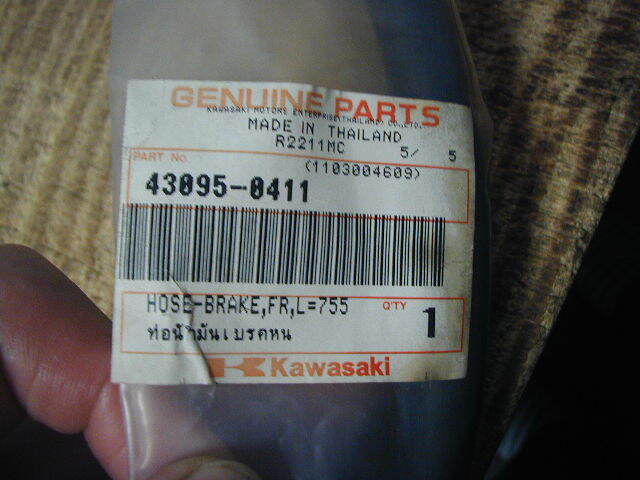 GENUINE PARTS
KAWASAKI MOTORS ENTERPRISE(THAILAND) CO.,LTD.
MADE IN THAILAND
R2211MC 5/ 5
PART No. (1103004609)
43095-0411
HOSE-BRAKE,FR,L=755 Q'TY 1
ท่อน้ำมันเบรคหน
Kawasaki